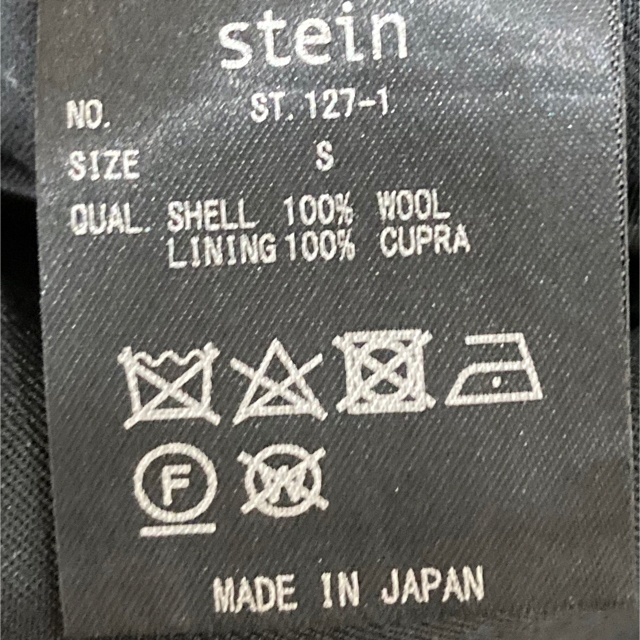 stein
NO. ST.127-1
SIZE S
QUAL. SHELL 100% WOOL
LINING 100% CUPRA
F W
MADE IN JAPAN